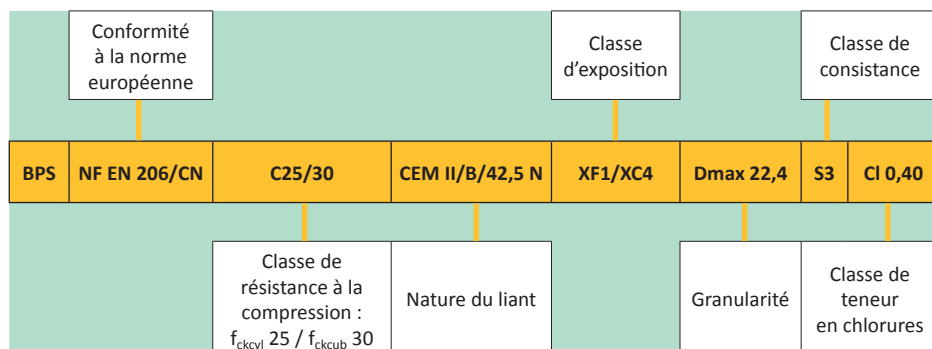 Conformité
à la norme
européenne
Classe
d'exposition
Classe de
consistance
BPS NF EN 206/CN C25/30 CEM II/B/42,5 N XF1/XC4 Dmax 22,4 S3 Cl 0,40
Classe de
résistance à la
compression :
fckcyl 25 / fckcub 30
Nature du liant
Granularité
Classe de
teneur
en chlorures